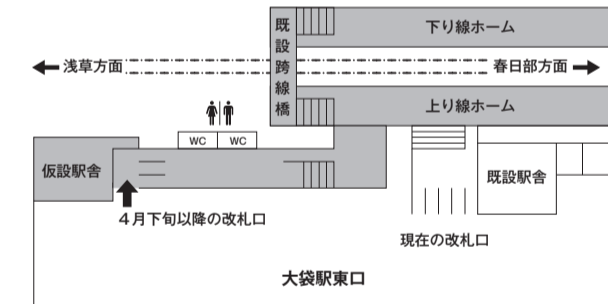 既設跨線橋
下り線ホーム
浅草方面
春日部方面
上り線ホーム
WC WC
仮設駅舎
既設駅舎
4月下旬以降の改札口
現在の改札口
大袋駅東口